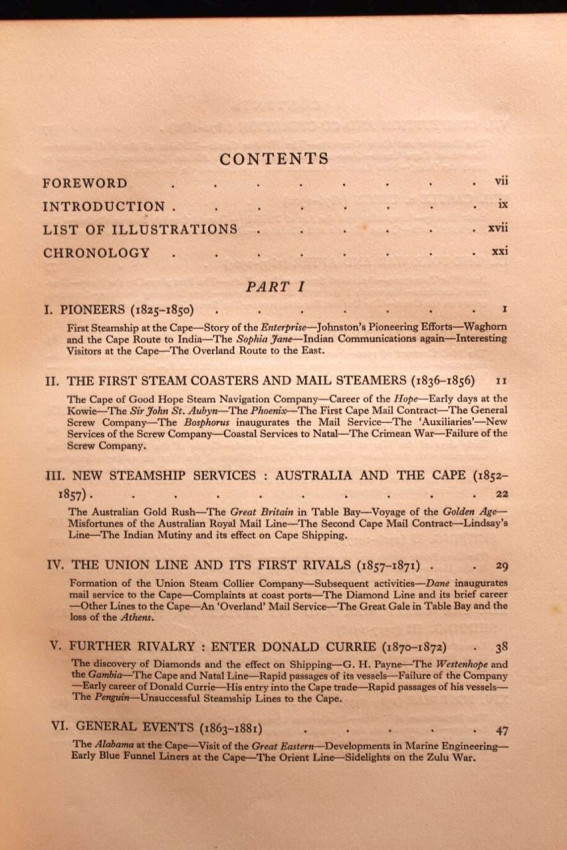 CONTENTS
FOREWORD . . . . . . . . vii
INTRODUCTION . . . . . . . . ix
LIST OF ILLUSTRATIONS . . . . . . xvii
CHRONOLOGY . . . . . . . . xxi
PART I
I. PIONEERS (1825–1850) . . . . . . . 1
First Steamship at the Cape—Story of the Enterprise—Johnston's Pioneering Efforts—Waghorn
and the Cape Route to India—The Sophia Jane—Indian Communications again—Interesting
Visitors at the Cape—The Overland Route to the East.
II. THE FIRST STEAM COASTERS AND MAIL STEAMERS (1836–1856) 11
The Cape of Good Hope Steam Navigation Company—Career of the Hope—Early days at the
Kowie—The Sir John St. Aubyn—The Phoenix—The First Cape Mail Contract—The General
Screw Company—The Bosphorus inaugurates the Mail Service—The 'Auxiliaries'—New
Services of the Screw Company—Coastal Services to Natal—The Crimean War—Failure of the
Screw Company.
III. NEW STEAMSHIP SERVICES : AUSTRALIA AND THE CAPE (1852–
1857) . . . . . . . . . . 22
The Australian Gold Rush—The Great Britain in Table Bay—Voyage of the Golden Age—
Misfortunes of the Australian Royal Mail Line—The Second Cape Mail Contract—Lindsay's
Line—The Indian Mutiny and its effect on Cape Shipping.
IV. THE UNION LINE AND ITS FIRST RIVALS (1857–1871) . . 29
Formation of the Union Steam Collier Company—Subsequent activities—Dane inaugurates
mail service to the Cape—Complaints at coast ports—The Diamond Line and its brief career
—Other Lines to the Cape—An 'Overland' Mail Service—The Great Gale in Table Bay and the
loss of the Athens.
V. FURTHER RIVALRY : ENTER DONALD CURRIE (1870–1872) . 38
The discovery of Diamonds and the effect on Shipping—G. H. Payne—The Westenhope and
the Gambia—The Cape and Natal Line—Rapid passages of its vessels—Failure of the Company
—Early career of Donald Currie—His entry into the Cape trade—Rapid passages of his vessels—
The Penguin—Unsuccessful Steamship Lines to the Cape.
VI. GENERAL EVENTS (1863–1881) . . . . . 47
The Alabama at the Cape—Visit of the Great Eastern—Developments in Marine Engineering—
Early Blue Funnel Liners at the Cape—The Orient Line—Sidelights on the Zulu War.